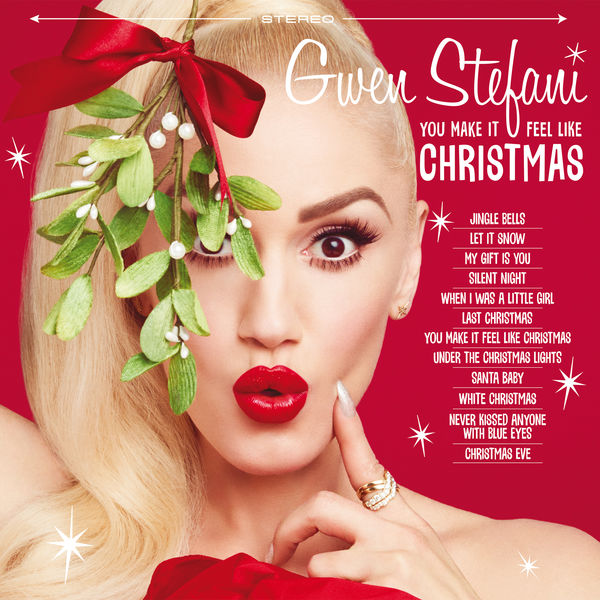 STEREO
Gwen Stefani
YOU MAKE IT FEEL LIKE
CHRISTMAS
JINGLE BELLS
LET IT SNOW
MY GIFT IS YOU
SILENT NIGHT
WHEN I WAS A LITTLE GIRL
LAST CHRISTMAS
YOU MAKE IT FEEL LIKE CHRISTMAS
UNDER THE CHRISTMAS LIGHTS
SANTA BABY
WHITE CHRISTMAS
NEVER KISSED ANYONE
WITH BLUE EYES
CHRISTMAS EVE